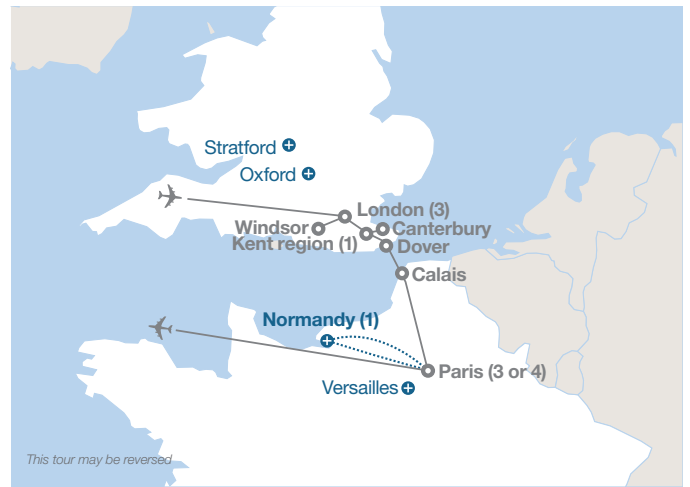 Stratford
Oxford
London (3)
Windsor
Canterbury
Kent region (1)
Dover
Calais
Normandy (1)
Paris (3 or 4)
Versailles
This tour may be reversed